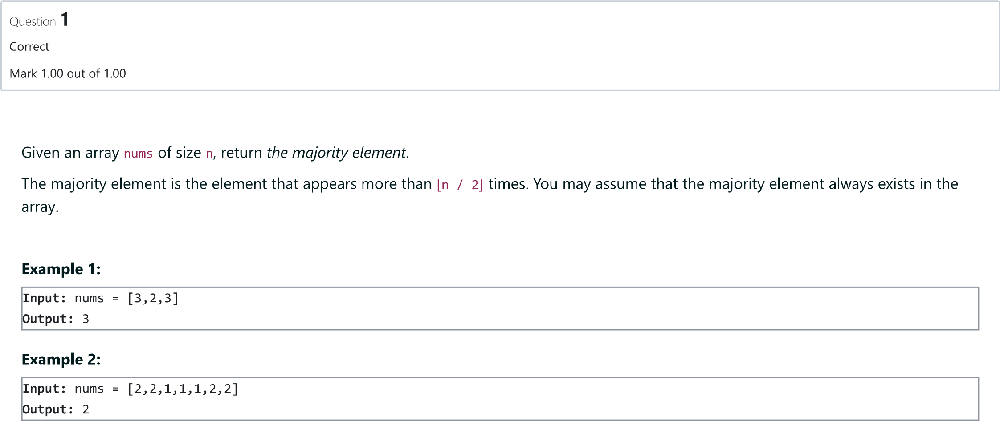 Question 1
Correct
Mark 1.00 out of 1.00
Given an array nums of size n, return the majority element.
The majority element is the element that appears more than ⌊n / 2⌋ times. You may assume that the majority element always exists in the
array.
Example 1:
Input: nums = [3,2,3]
Output: 3
Example 2:
Input: nums = [2,2,1,1,1,2,2]
Output: 2